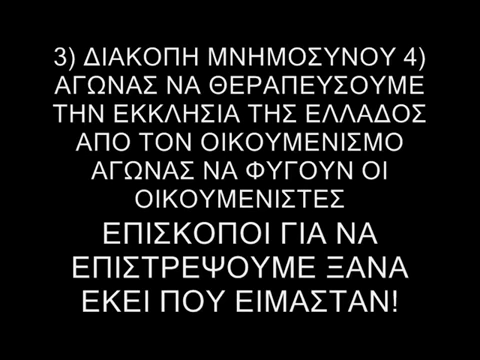 3) ΔΙΑΚΟΠΗ ΜΝΗΜΟΣΥΝΟΥ 4)
ΑΓΩΝΑΣ ΝΑ ΘΕΡΑΠΕΥΣΟΥΜΕ
ΤΗΝ ΕΚΚΛΗΣΙΑ ΤΗΣ ΕΛΛΑΔΟΣ
ΑΠΟ ΤΟΝ ΟΙΚΟΥΜΕΝΙΣΜΟ
ΑΓΩΝΑΣ ΝΑ ΦΥΓΟΥΝ ΟΙ
ΟΙΚΟΥΜΕΝΙΣΤΕΣ
ΕΠΙΣΚΟΠΟΙ ΓΙΑ ΝΑ
ΕΠΙΣΤΡΕΨΟΥΜΕ ΞΑΝΑ
ΕΚΕΙ ΠΟΥ ΕΙΜΑΣΤΑΝ!